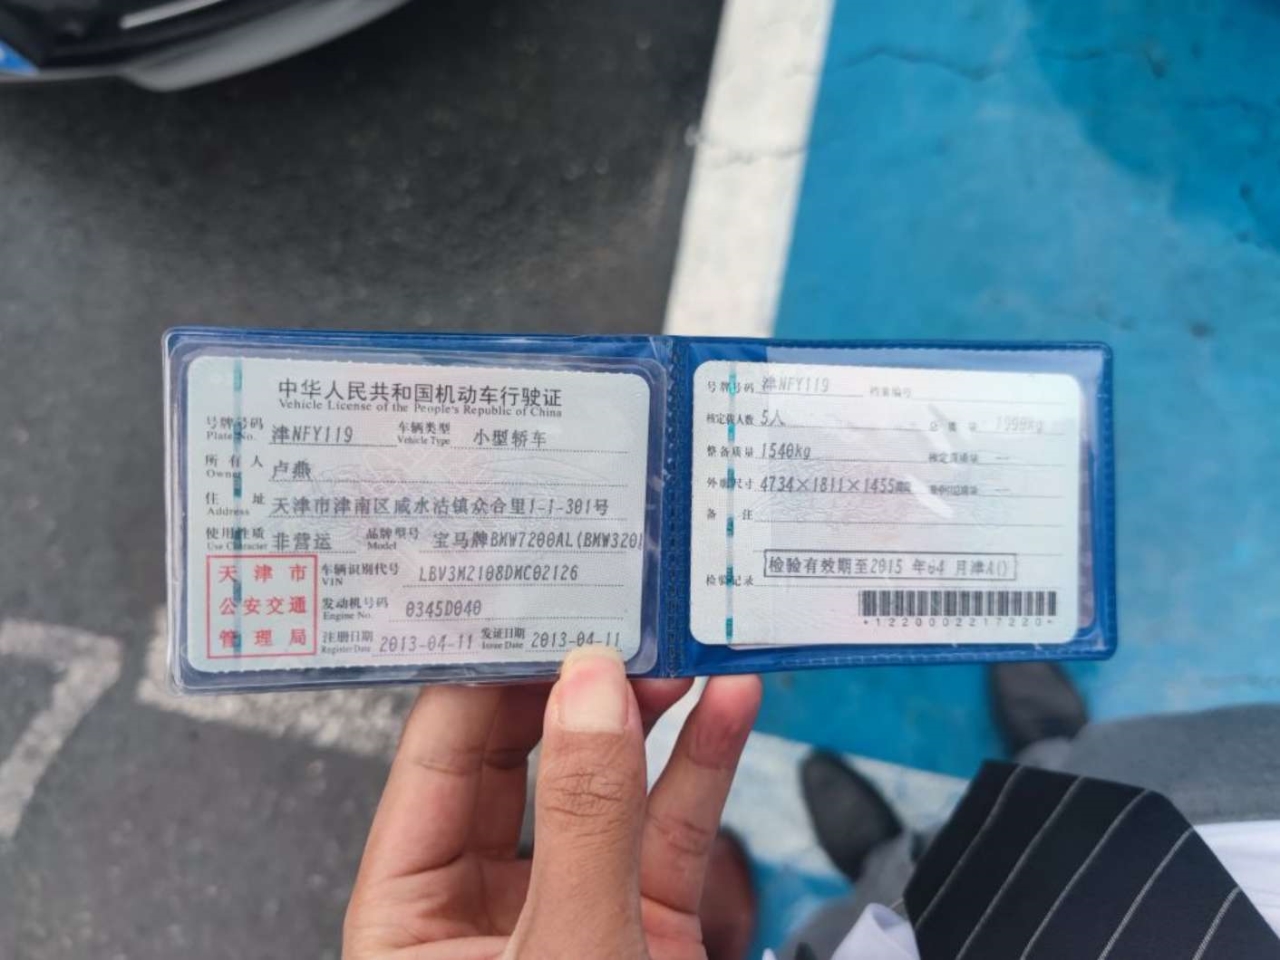 中华人民共和国机动车行驶证
Vehicle License of the People's Republic of China
号牌号码 津NFY119 车辆类型 小型轿车
Plate No. Vehicle Type
所有人 卢燕
Owner
住址 天津市津南区咸水沽镇众合里1-1-301号
Address
使用性质 非营运 品牌型号 宝马牌BMW7200AL(BMW320i
Use Character Model
天津市
公安交通
管理局
车辆识别代号 LBV3M2108DMC02126
VIN
发动机号码 0345D040
Engine No.
注册日期 2013-04-11 发证日期 2013-04-11
Register Date Issue Date
号牌号码 津NFY119 档案编号
核定载人数 5人 总质量 1990kg
整备质量 1540kg 核定载质量 --
外廓尺寸 4734×1811×1455mm --
备注
检验记录 检验有效期至2015 年04 月津A()
*1220002217220*